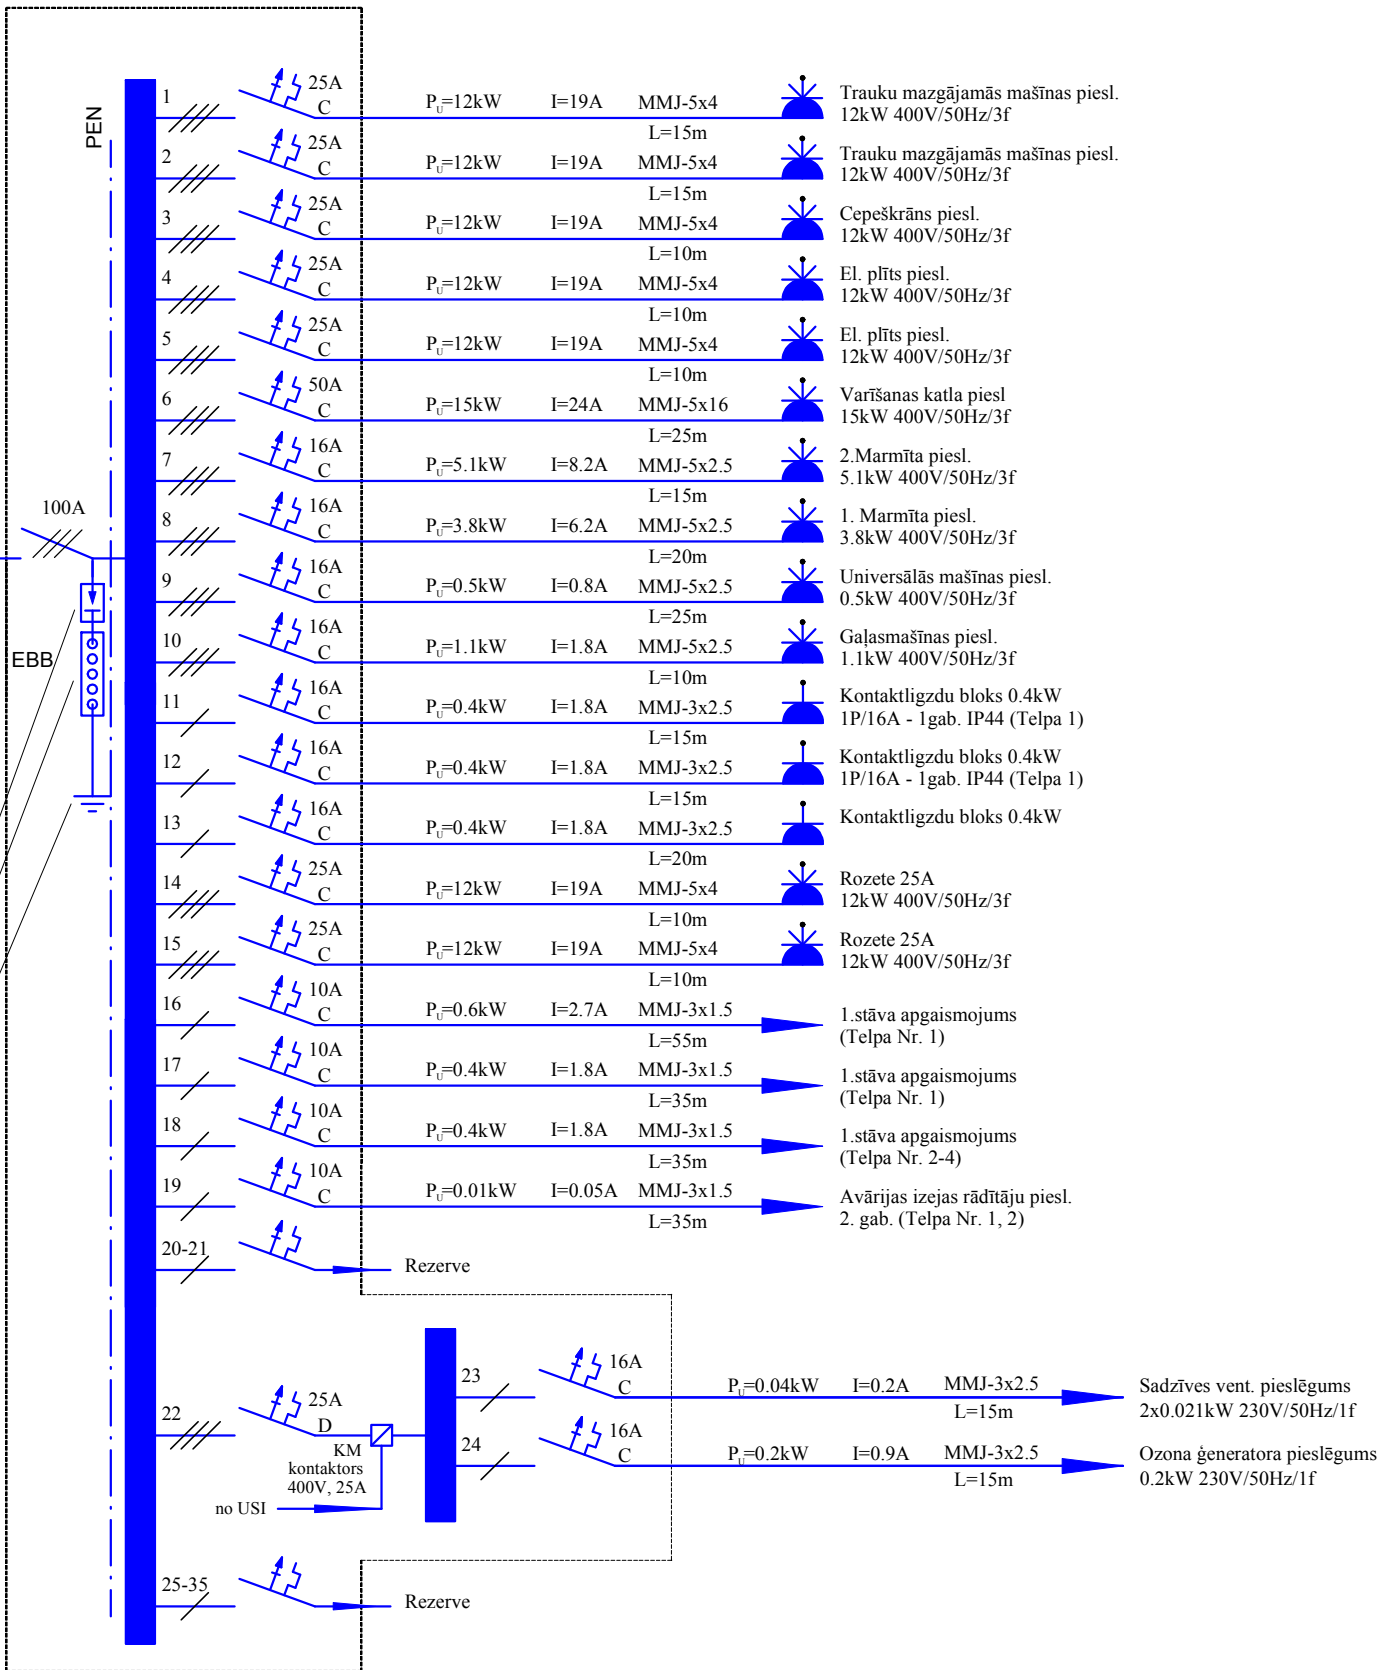 PEN
100A
EBB
1
25A
C
PU=12kW I=19A MMJ-5x4
L=15m
Trauku mazgājamās mašīnas piesl.
12kW 400V/50Hz/3f
2
25A
C
PU=12kW I=19A MMJ-5x4
L=15m
Trauku mazgājamās mašīnas piesl.
12kW 400V/50Hz/3f
3
25A
C
PU=12kW I=19A MMJ-5x4
L=10m
Cepeškrāns piesl.
12kW 400V/50Hz/3f
4
25A
C
PU=12kW I=19A MMJ-5x4
L=10m
El. plīts piesl.
12kW 400V/50Hz/3f
5
25A
C
PU=12kW I=19A MMJ-5x4
L=10m
El. plīts piesl.
12kW 400V/50Hz/3f
6
50A
C
PU=15kW I=24A MMJ-5x16
L=25m
Varīšanas katla piesl
15kW 400V/50Hz/3f
7
16A
C
PU=5.1kW I=8.2A MMJ-5x2.5
L=15m
2.Marmīta piesl.
5.1kW 400V/50Hz/3f
8
16A
C
PU=3.8kW I=6.2A MMJ-5x2.5
L=20m
1. Marmīta piesl.
3.8kW 400V/50Hz/3f
9
16A
C
PU=0.5kW I=0.8A MMJ-5x2.5
L=25m
Universālās mašīnas piesl.
0.5kW 400V/50Hz/3f
10
16A
C
PU=1.1kW I=1.8A MMJ-5x2.5
L=10m
Gaļasmašīnas piesl.
1.1kW 400V/50Hz/3f
11
16A
C
PU=0.4kW I=1.8A MMJ-3x2.5
L=15m
Kontaktligzdu bloks 0.4kW
1P/16A - 1gab. IP44 (Telpa 1)
12
16A
C
PU=0.4kW I=1.8A MMJ-3x2.5
L=15m
Kontaktligzdu bloks 0.4kW
1P/16A - 1gab. IP44 (Telpa 1)
13
16A
C
PU=0.4kW I=1.8A MMJ-3x2.5
L=20m
Kontaktligzdu bloks 0.4kW
14
25A
C
PU=12kW I=19A MMJ-5x4
L=10m
Rozete 25A
12kW 400V/50Hz/3f
15
25A
C
PU=12kW I=19A MMJ-5x4
L=10m
Rozete 25A
12kW 400V/50Hz/3f
16
10A
C
PU=0.6kW I=2.7A MMJ-3x1.5
L=55m
1.stāva apgaismojums
(Telpa Nr. 1)
17
10A
C
PU=0.4kW I=1.8A MMJ-3x1.5
L=35m
1.stāva apgaismojums
(Telpa Nr. 1)
18
10A
C
PU=0.4kW I=1.8A MMJ-3x1.5
L=35m
1.stāva apgaismojums
(Telpa Nr. 2-4)
19
10A
C
PU=0.01kW I=0.05A MMJ-3x1.5
L=35m
Avārijas izejas rādītāju piesl.
2. gab. (Telpa Nr. 1, 2)
20-21
Rezerve
22
25A
D
KM
kontaktors
400V, 25A
no USI
23
16A
C
PU=0.04kW I=0.2A MMJ-3x2.5
L=15m
Sadzīves vent. pieslēgums
2x0.021kW 230V/50Hz/1f
24
16A
C
PU=0.2kW I=0.9A MMJ-3x2.5
L=15m
Ozona ģeneratora pieslēgums
0.2kW 230V/50Hz/1f
25-35
Rezerve